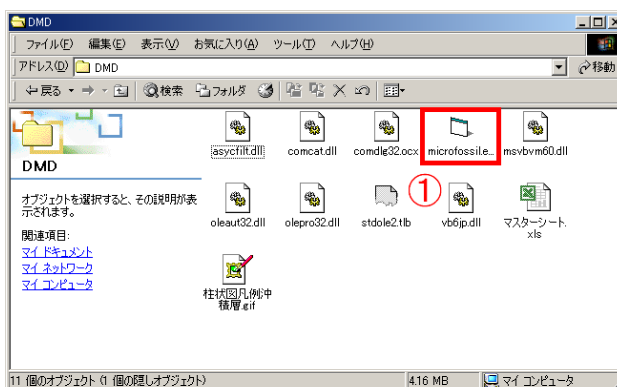 DMD
ファイル(F) 編集(E) 表示(V) お気に入り(A) ツール(T) ヘルプ(H)
アドレス(D) DMD 移動
戻る 検索 フォルダ
DMD
オブジェクトを選択すると、その説明が表
示されます。
関連項目:
マイ ドキュメント
マイ ネットワーク
マイ コンピュータ
asycfilt.dll comcat.dll comdlg32.ocx microfossil.e... msvbvm60.dll
①
oleaut32.dll olepro32.dll stdole2.tlb vb6jp.dll マスターシート.
xls
柱状図凡例沖
積層.gif
11 個のオブジェクト (1 個の隠しオブジェクト) 4.16 MB マイ コンピュータ